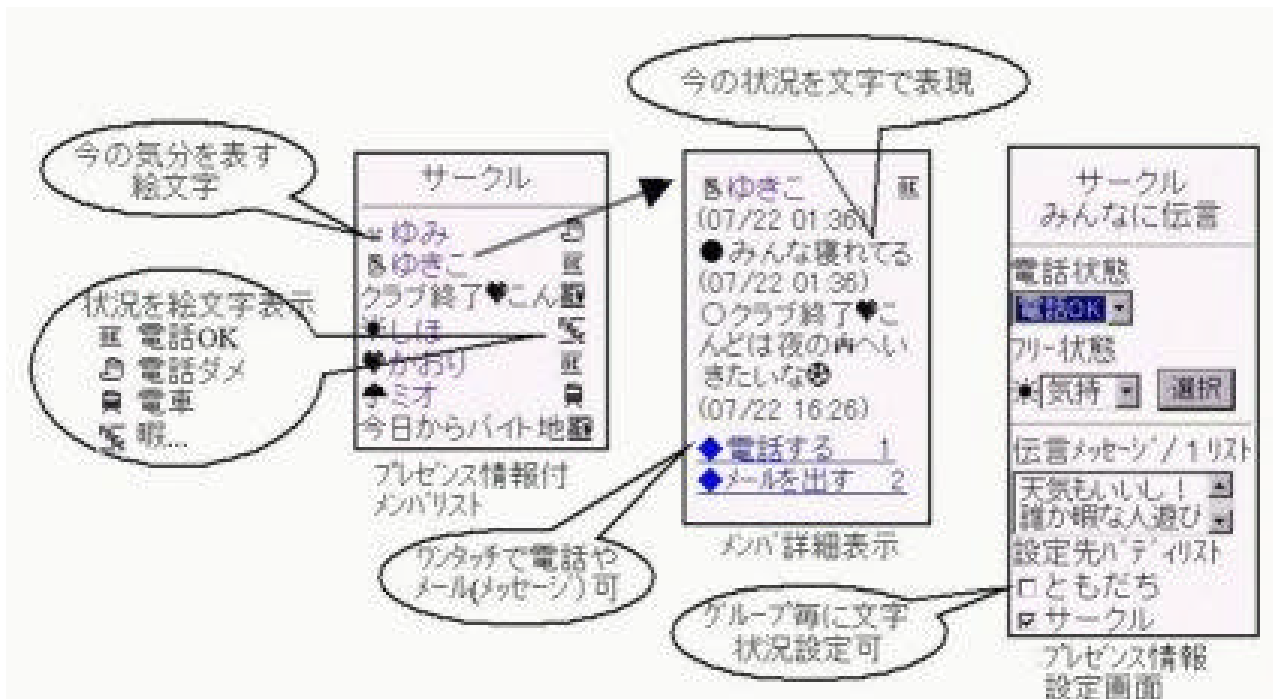 今の状況を文字で表現
今の気分を表す
絵文字
状況を絵文字表示
電話OK
電話ダメ
電車
暇...
サークル
ゆみ
ゆきこ
クラブ終了♥こん
しほ
かおり
ミオ
今日からバイト地
プレゼンス情報付
メンバリスト
ゆきこ
(07/22 01:36)
●みんな寝れてる
(07/22 01:36)
○クラブ終了♥こ
んどは夜の
へい
きたいな
(07/22 16:26)
◆電話する 1
◆メールを出す 2
メンバ詳細表示
ワンタッチで電話や
メール(メッセージ)可
グループ毎に文字
状況設定可
サークル
みんなに伝言
電話状態
電話OK
フリー状態
気持
選択
伝言メッセージ/1リスト
天気もいいし!
誰か暇な人遊び
設定先バディリスト
ともだち
サークル
プレゼンス情報
設定画面